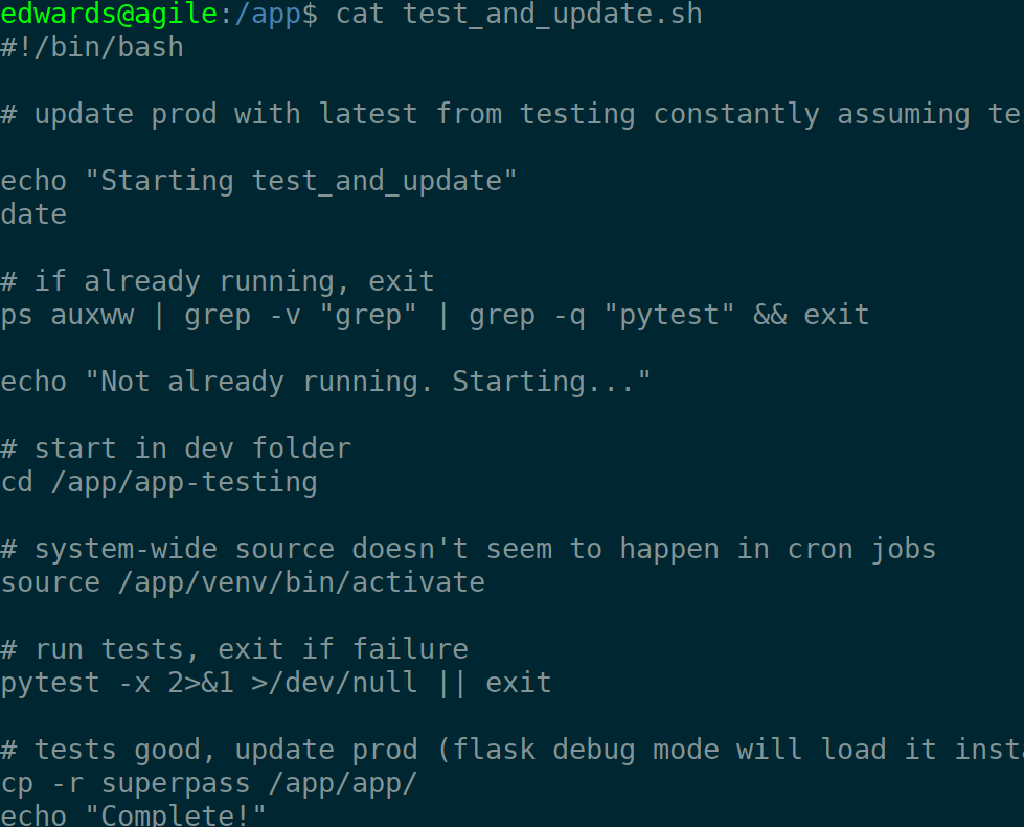 edwards@agile:/app$ cat test_and_update.sh
#!/bin/bash
# update prod with latest from testing constantly assuming te
echo "Starting test_and_update"
date
# if already running, exit
ps auxww | grep -v "grep" | grep -q "pytest" && exit
echo "Not already running. Starting..."
# start in dev folder
cd /app/app-testing
# system-wide source doesn't seem to happen in cron jobs
source /app/venv/bin/activate
# run tests, exit if failure
pytest -x 2>&1 >/dev/null || exit
# tests good, update prod (flask debug mode will load it insta
cp -r superpass /app/app/
echo "Complete!"